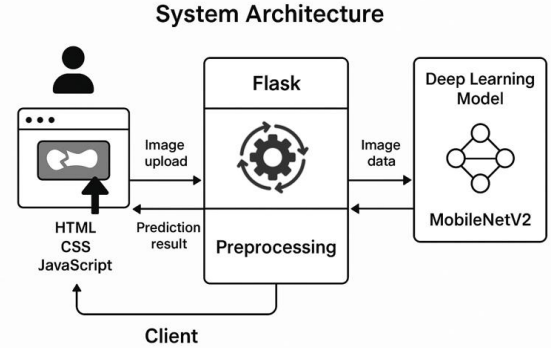 System Architecture
HTML
CSS
JavaScript
Image
upload
Prediction
result
Flask
Preprocessing
Image
data
Deep Learning
Model
MobileNetV2
Client